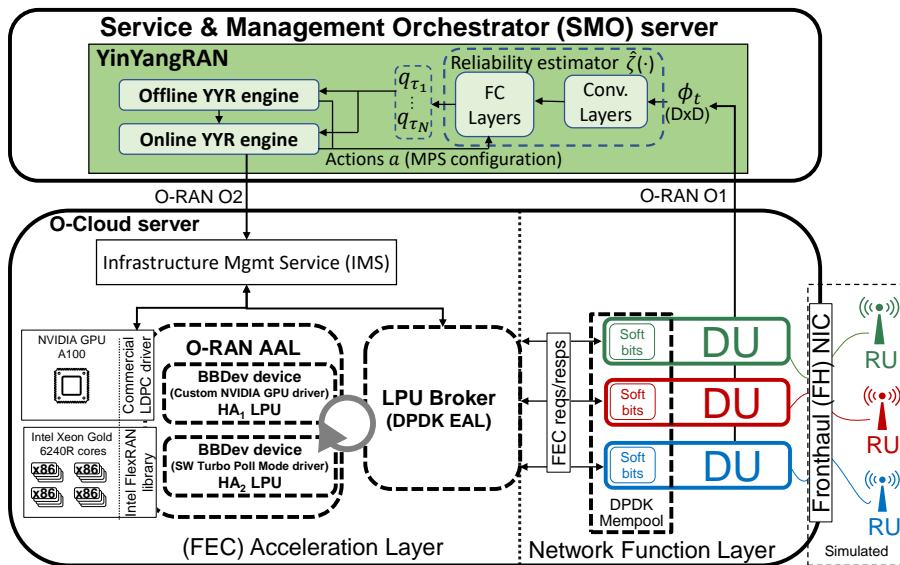 Service & Management Orchestrator (SMO) server
YinYangRAN
Reliability estimator ζ̂(·)
Offline YYR engine
Online YYR engine
q_τ₁
⋮
q_τN
FC
Layers
Conv.
Layers
ϕ_t
(DxD)
Actions a (MPS configuration)
O-RAN O2
O-RAN O1
O-Cloud server
Infrastructure Mgmt Service (IMS)
NVIDIA GPU
A100
Commercial
LDPC driver
Intel Xeon Gold
6240R cores
x86
x86
x86
x86
Intel FlexRAN
library
O-RAN AAL
BBDev device
(Custom NVIDIA GPU driver)
HA₁ LPU
BBDev device
(SW Turbo Poll Mode driver)
HA₂ LPU
LPU Broker
(DPDK EAL)
FEC reqs/resps
Soft
bits
DU
Soft
bits
DU
Soft
bits
DU
DPDK
Mempool
Fronthaul (FH) NIC
RU
RU
RU
Simulated
(FEC) Acceleration Layer
Network Function Layer